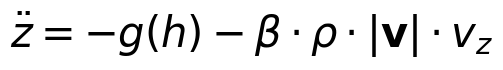 z̈ = −g(h) − β · ρ · |𝐯| · v_z